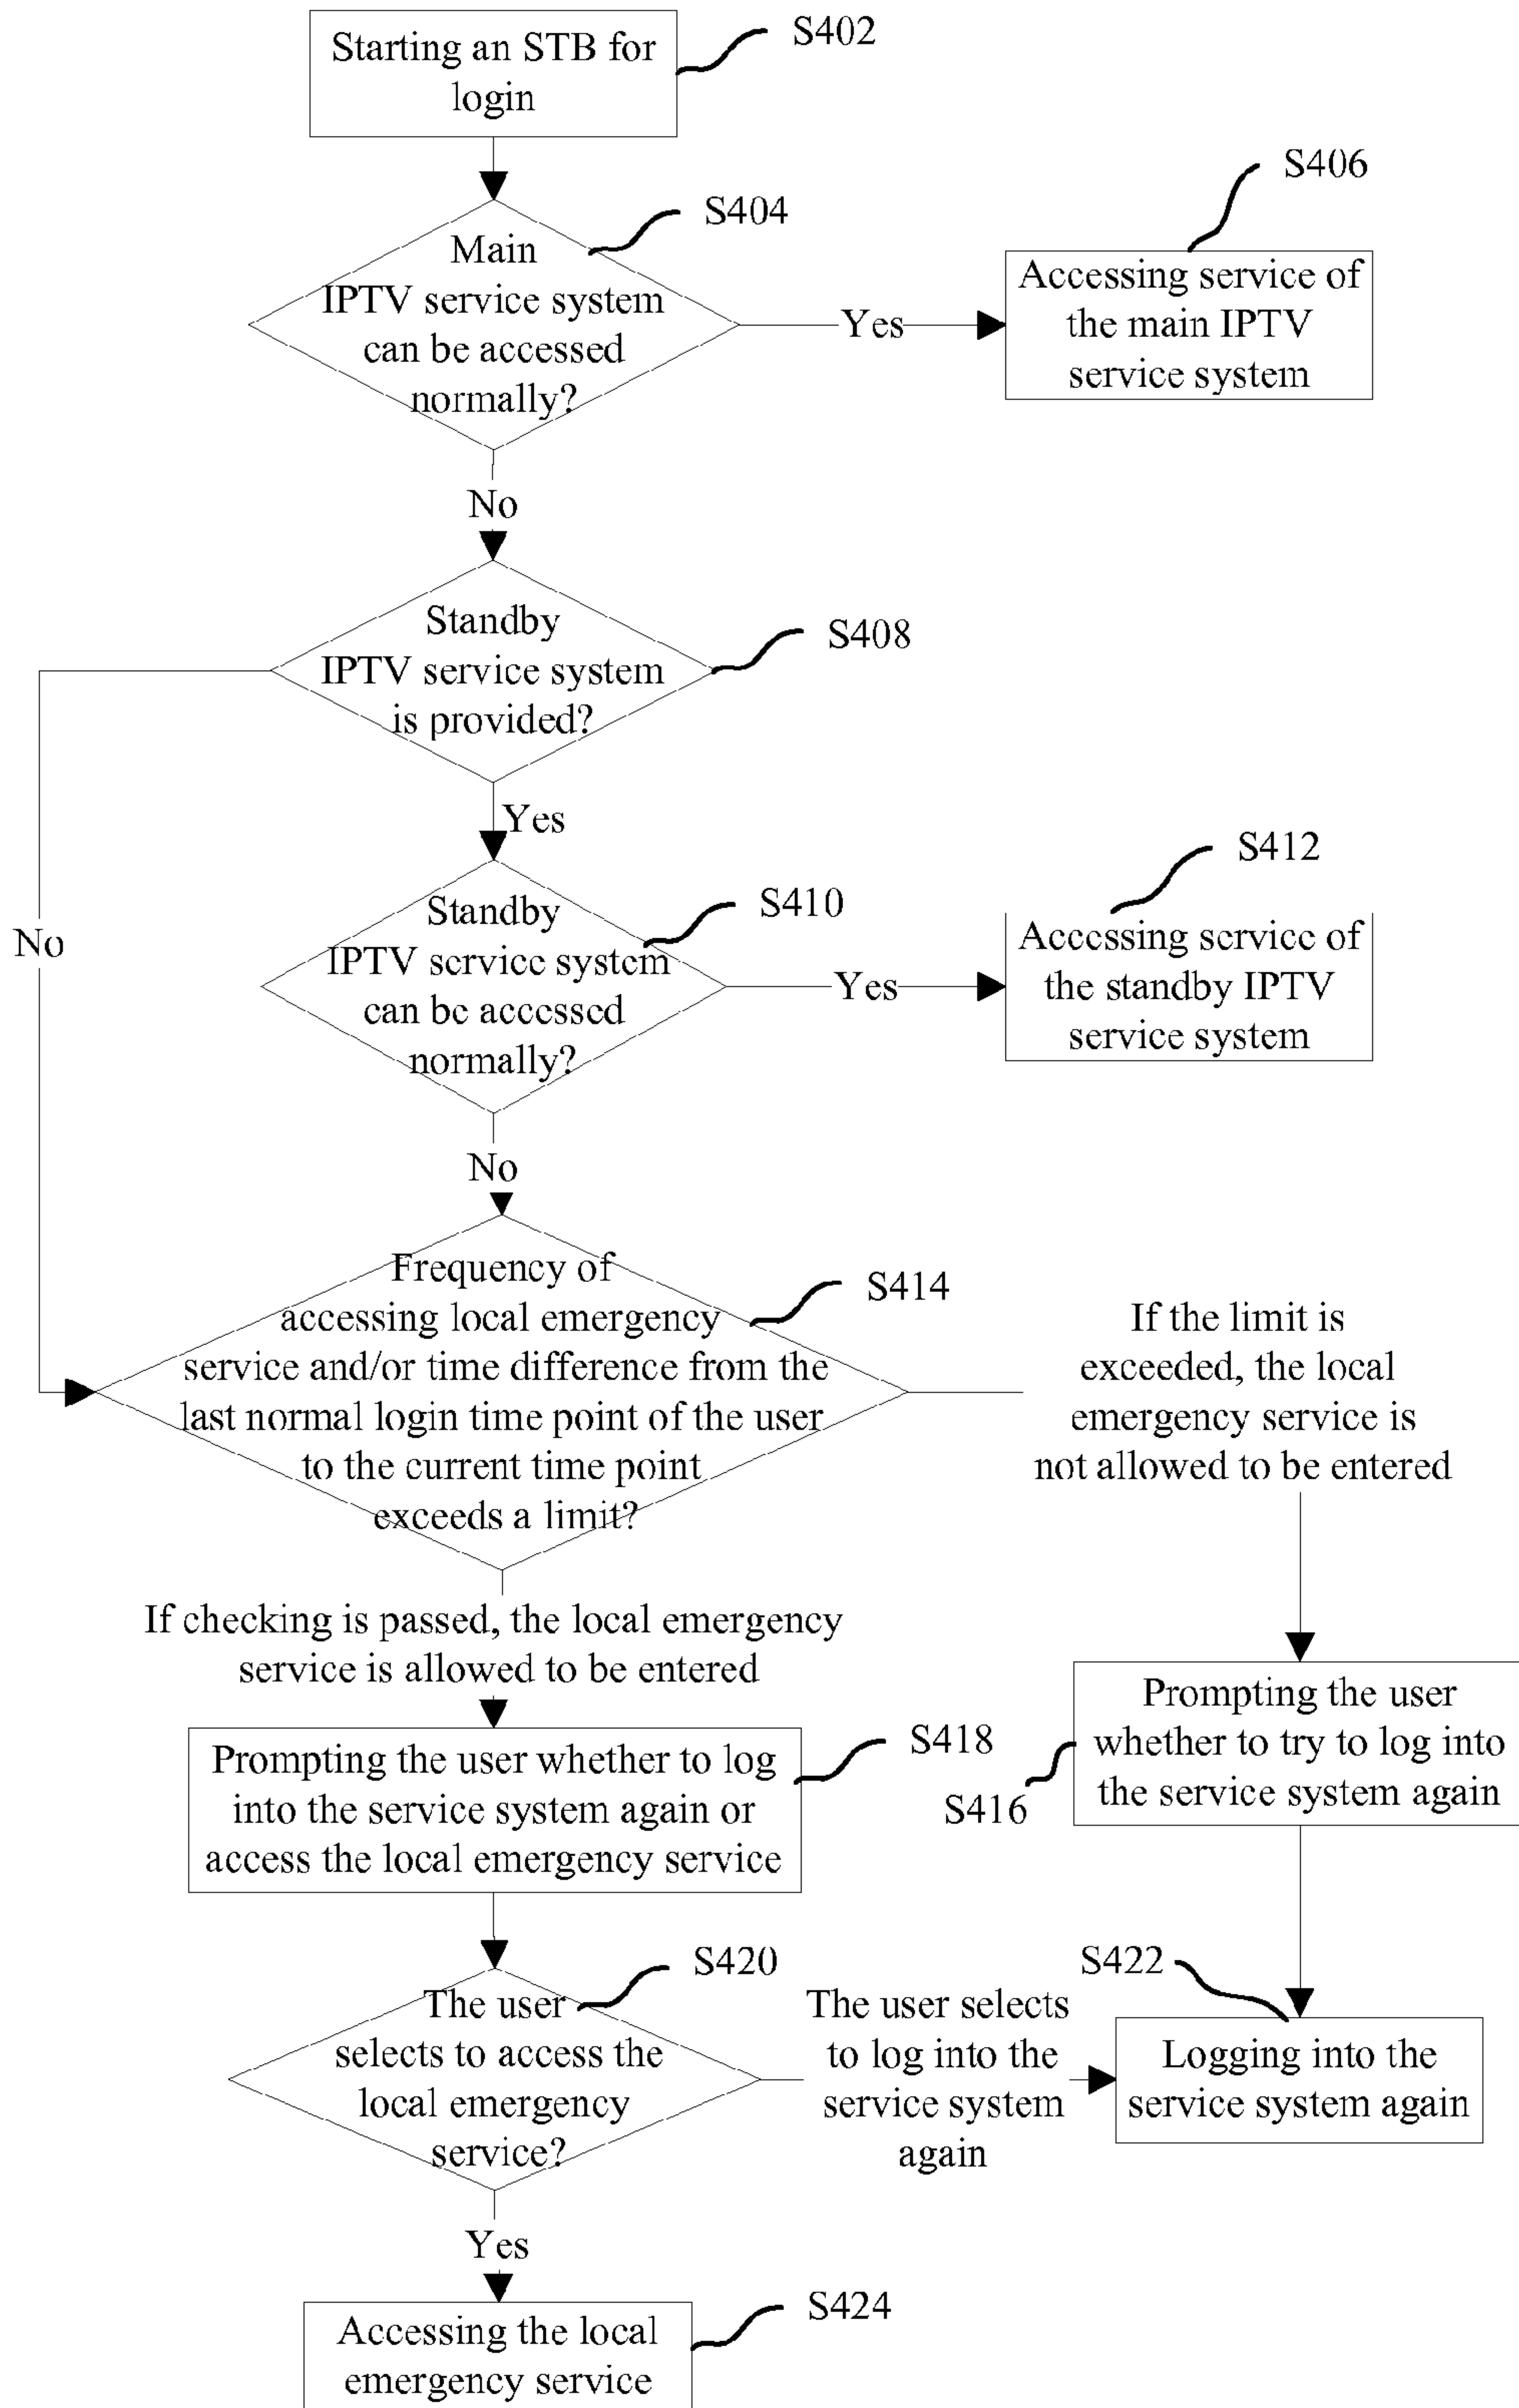 Starting an STB for
login
S402
S404
Main
IPTV service system
can be accessed
normally?
Yes
S406
Accessing service of
the main IPTV
service system
No
Standby
IPTV service system
is provided?
S408
No
Yes
Standby
IPTV service system
can be accessed
normally?
S410
Yes
S412
Accessing service of
the standby IPTV
service system
No
Frequency of
accessing local emergency
service and/or time difference from the
last normal login time point of the user
to the current time point
exceeds a limit?
S414
If the limit is
exceeded, the local
emergency service is
not allowed to be entered
If checking is passed, the local emergency
service is allowed to be entered
Prompting the user whether to log
into the service system again or
access the local emergency service
S418
Prompting the user
whether to try to log into
the service system again
S416
S420
The user
selects to access the
local emergency
service?
The user selects
to log into the
service system
again
S422
Logging into the
service system again
Yes
Accessing the local
emergency service
S424